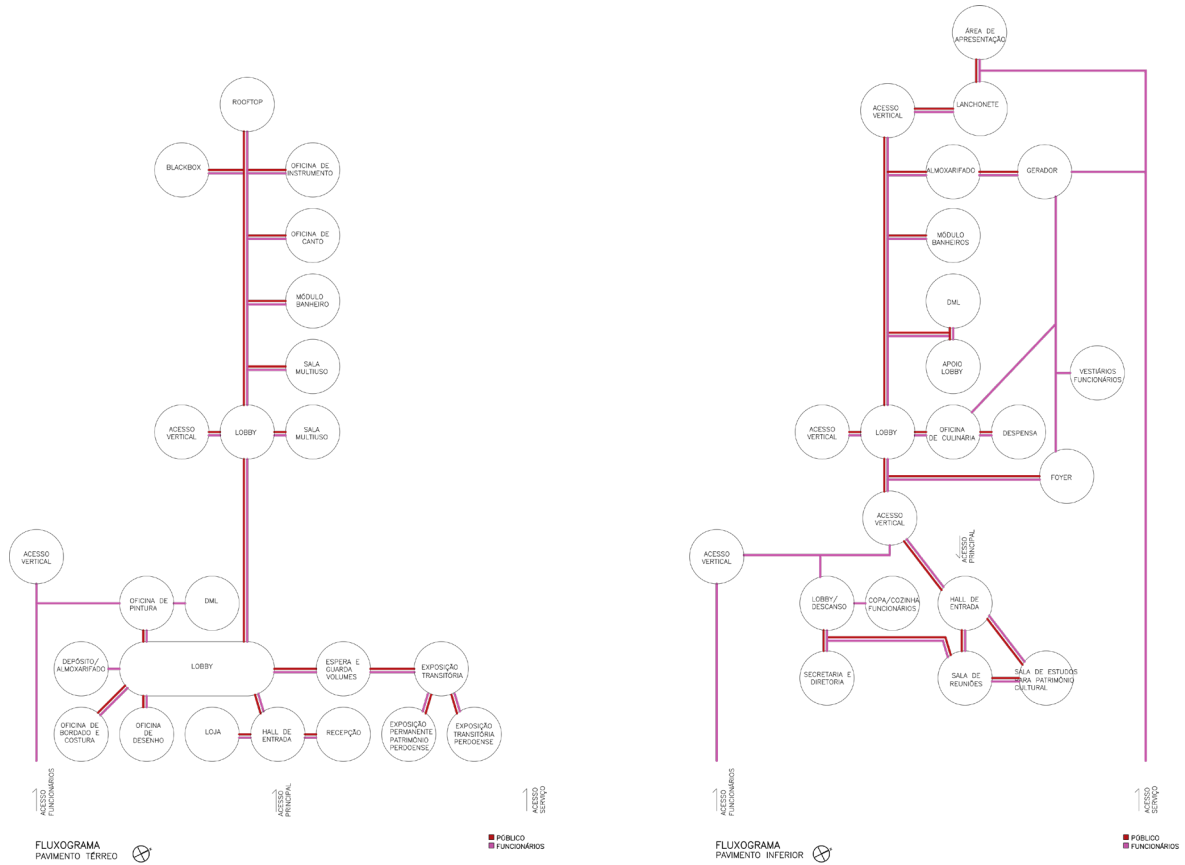 ROOFTOP
BLACKBOX
OFICINA DE
INSTRUMENTO
OFICINA DE
CANTO
MÓDULO
BANHEIRO
SALA
MULTIUSO
ACESSO
VERTICAL
LOBBY
SALA
MULTIUSO
ACESSO
VERTICAL
OFICINA DE
PINTURA
DML
DEPÓSITO/
ALMOXARIFADO
LOBBY
ESPERA E
GUARDA
VOLUMES
EXPOSIÇÃO
TRANSITÓRIA
OFICINA DE
BORDADO E
COSTURA
OFICINA
DE
DESENHO
LOJA
HALL DE
ENTRADA
RECEPÇÃO
EXPOSIÇÃO
PERMANENTE
PATRIMÔNIO
PERDOENSE
EXPOSIÇÃO
TRANSITÓRIA
PERDOENSE
ACESSO
FUNCIONÁRIOS
ACESSO
PRINCIPAL
ACESSO
SERVIÇO
FLUXOGRAMA
PAVIMENTO TÉRREO
PÚBLICO
FUNCIONÁRIOS
ÁREA DE
APRESENTAÇÃO
ACESSO
VERTICAL
LANCHONETE
ALMOXARIFADO
GERADOR
MÓDULO
BANHEIROS
DML
APOIO
LOBBY
VESTIÁRIOS
FUNCIONÁRIOS
ACESSO
VERTICAL
LOBBY
OFICINA
DE CULINÁRIA
DESPENSA
FOYER
ACESSO
VERTICAL
ACESSO
PRINCIPAL
ACESSO
VERTICAL
LOBBY/
DESCANSO
COPA/COZINHA
FUNCIONÁRIOS
HALL DE
ENTRADA
SECRETARIA E
DIRETORIA
SALA DE
REUNIÕES
SALA DE ESTUDOS
PARA PATRIMÔNIO
CULTURAL
ACESSO
FUNCIONÁRIOS
ACESSO
SERVIÇO
FLUXOGRAMA
PAVIMENTO INFERIOR
PÚBLICO
FUNCIONÁRIOS